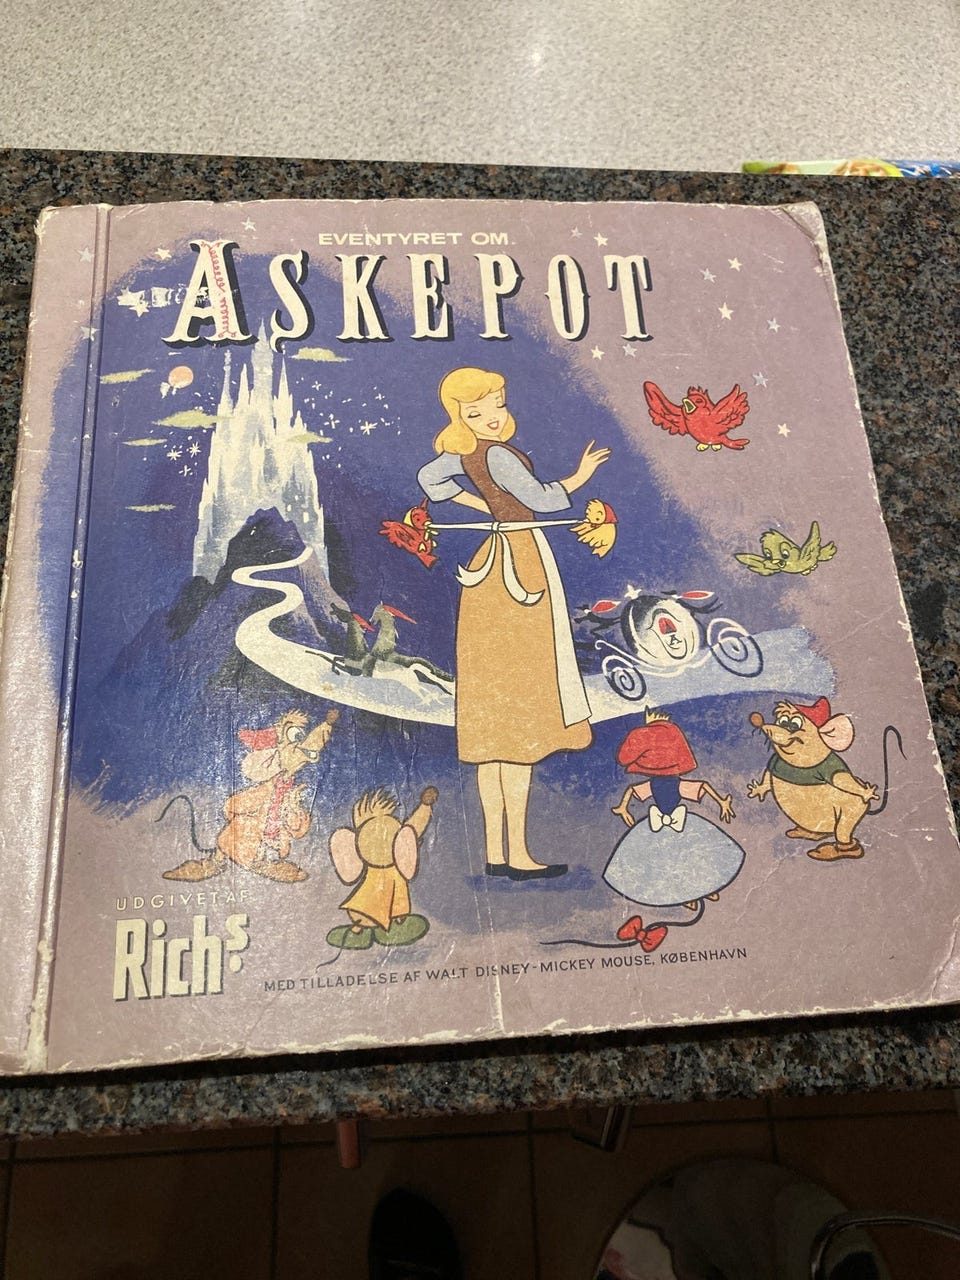 EVENTYRET OM
ASKEPOT
UDGIVET AF
Rich's
MED TILLADELSE AF WALT DISNEY-MICKEY MOUSE, KØBENHAVN